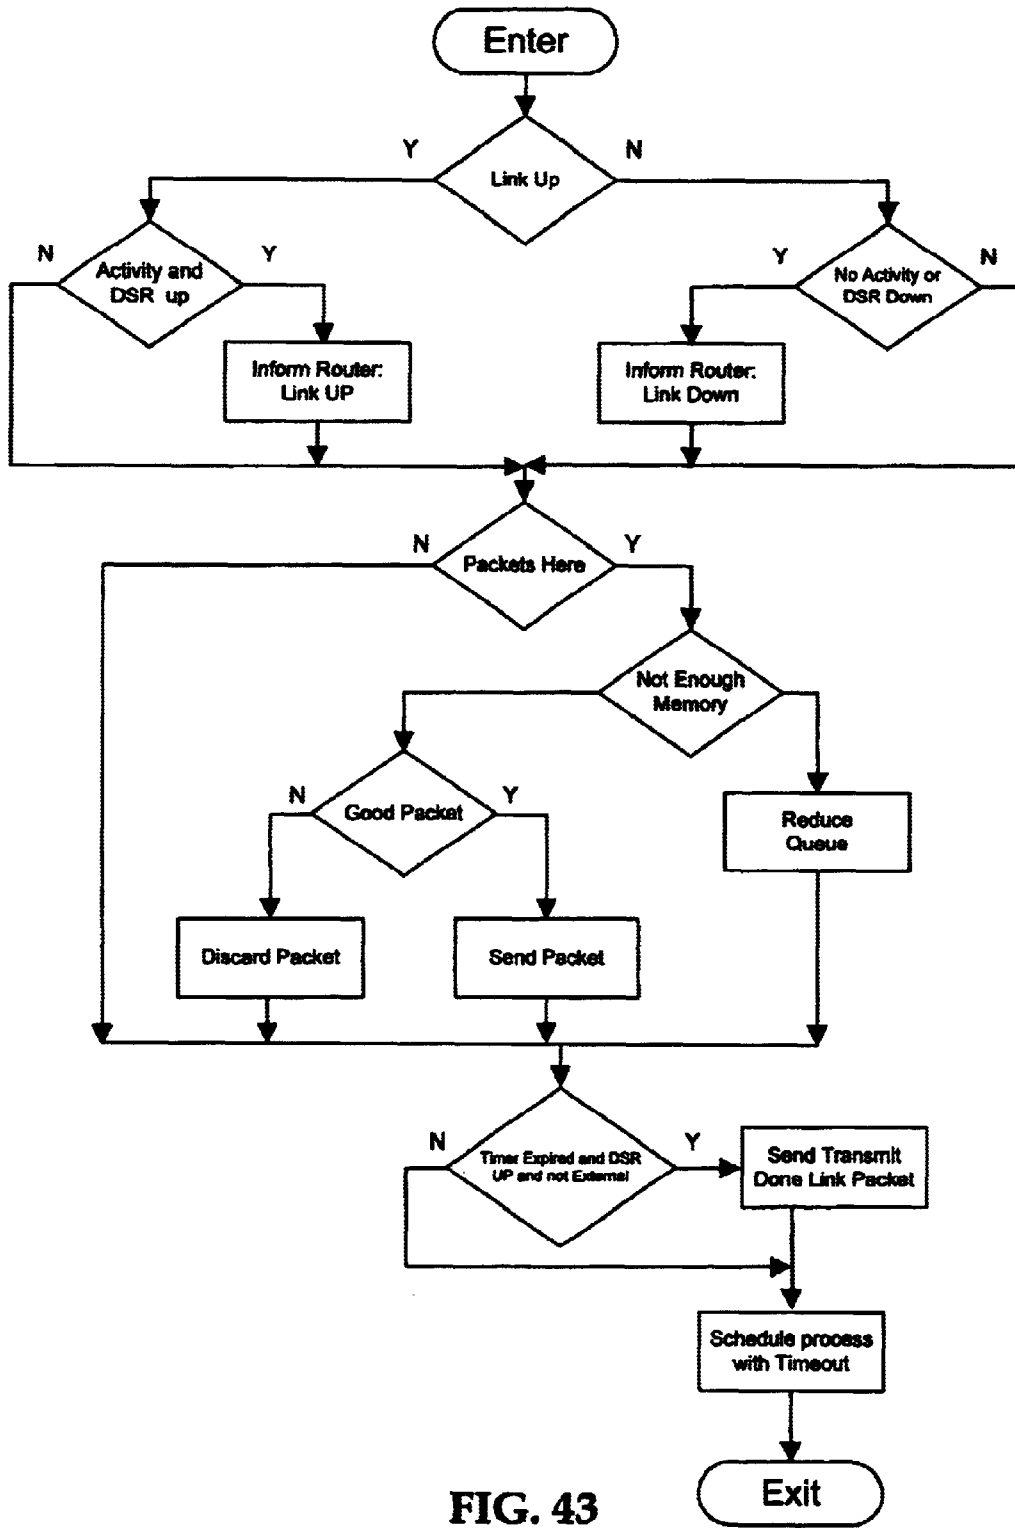 Enter
Y
N
Link Up
N
Activity and
DSR up
Y
Y
No Activity or
DSR Down
N
Inform Router:
Link UP
Inform Router:
Link Down
N
Packets Here
Y
Not Enough
Memory
N
Good Packet
Y
Reduce
Queue
Discard Packet
Send Packet
N
Timer Expired and DSR
UP and not External
Y
Send Transmit
Done Link Packet
Schedule process
with Timeout
Exit
FIG. 43